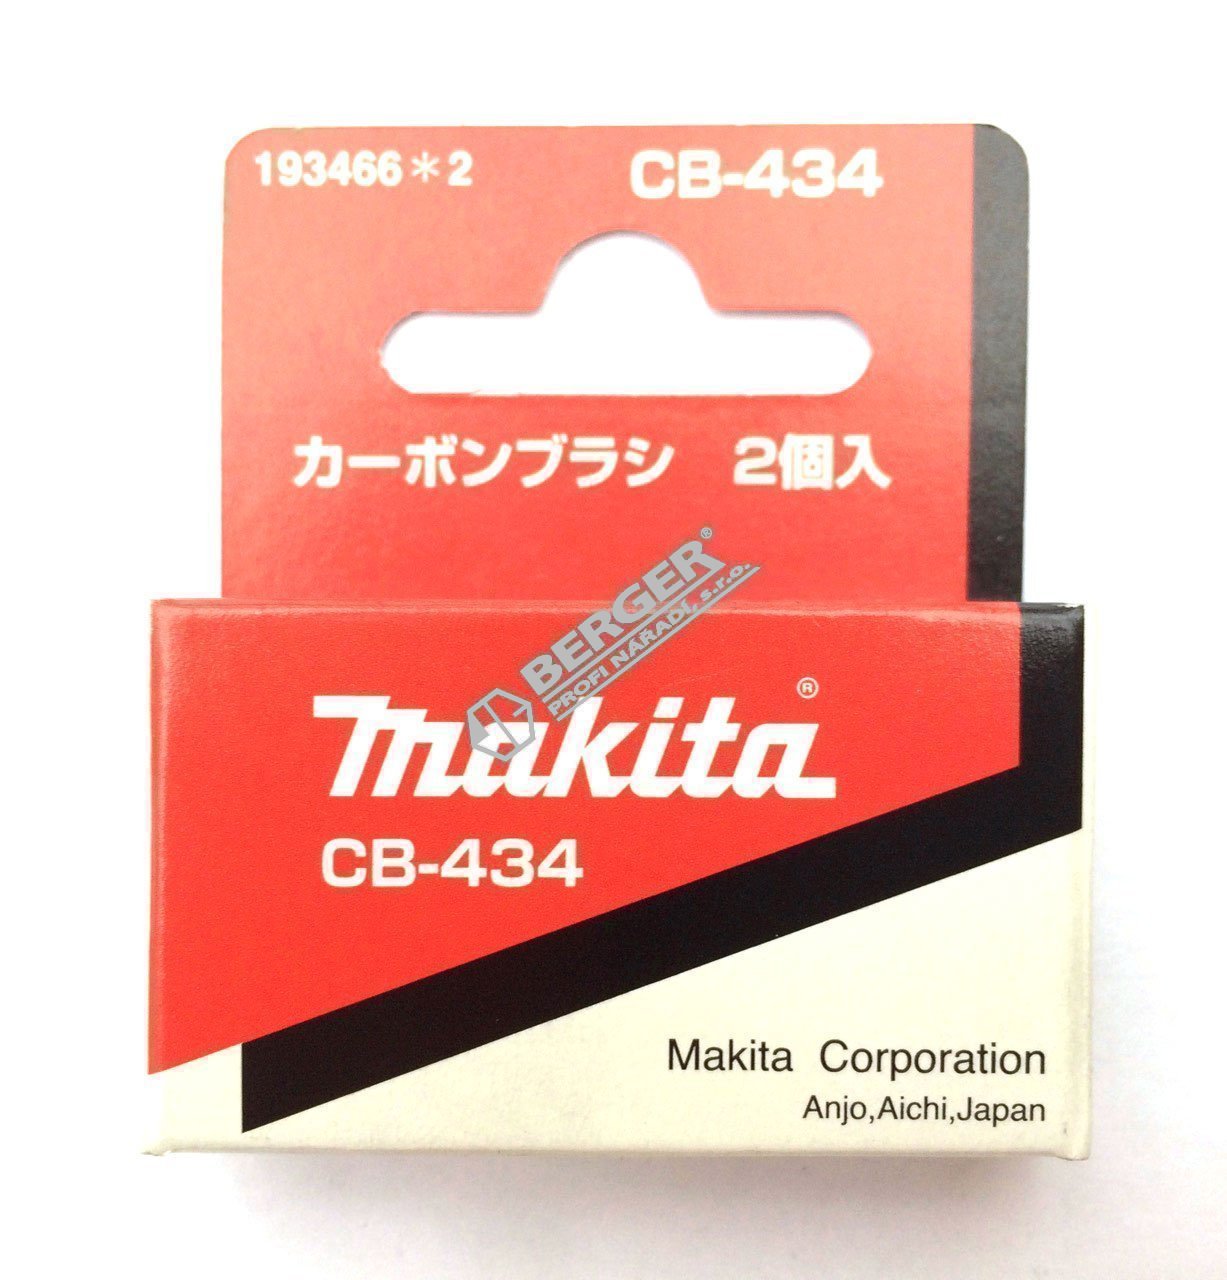 193466＊2 CB-434
カーボンブラシ 2個入
BERGER®
PROFI NÁŘADÍ, s.r.o.
makita®
CB-434
Makita Corporation
Anjo,Aichi,Japan